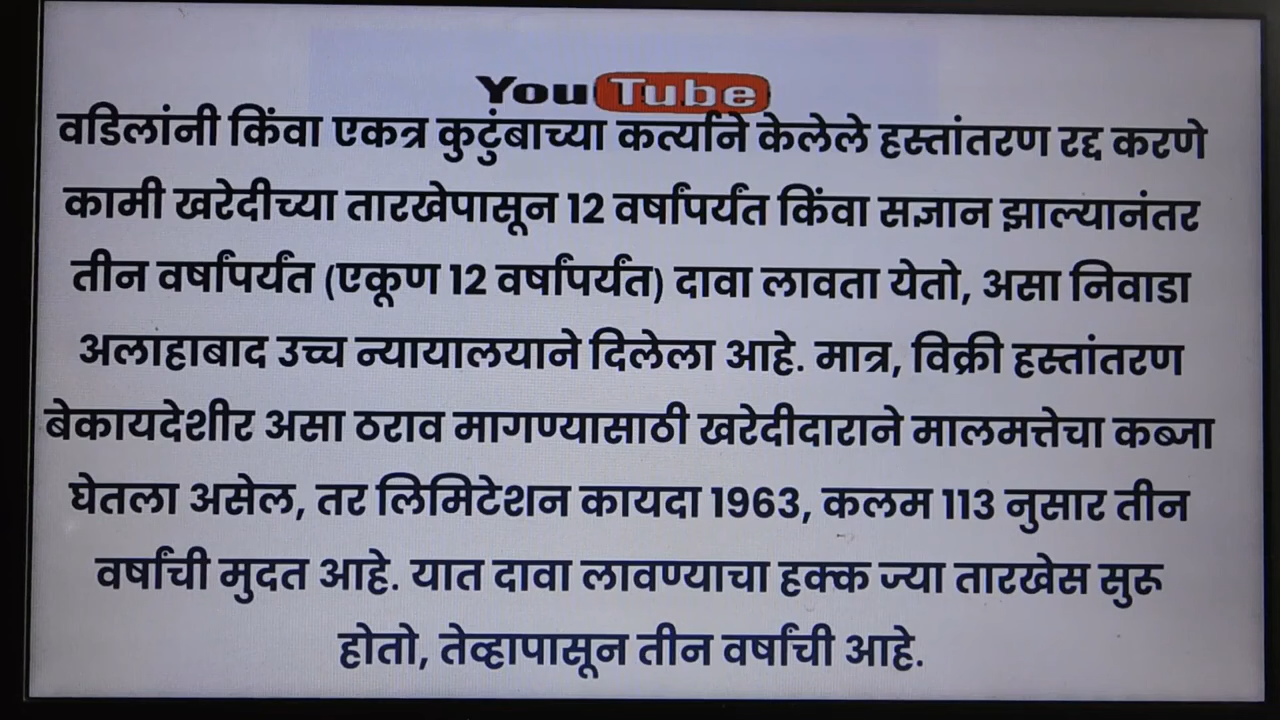 YouTube
वडिलांनी किंवा एकत्र कुटुंबाच्या कर्त्याने केलेले हस्तांतरण रद्द करणे
कामी खरेदीच्या तारखेपासून 12 वर्षांपर्यंत किंवा सज्ञान झाल्यानंतर
तीन वर्षांपर्यंत (एकूण 12 वर्षांपर्यंत) दावा लावता येतो, असा निवाडा
अलाहाबाद उच्च न्यायालयाने दिलेला आहे. मात्र, विक्री हस्तांतरण
बेकायदेशीर असा ठराव मागण्यासाठी खरेदीदाराने मालमत्तेचा कब्जा
घेतला असेल, तर लिमिटेशन कायदा 1963, कलम 113 नुसार तीन
वर्षांची मुदत आहे. यात दावा लावण्याचा हक्क ज्या तारखेस सुरू
होतो, तेव्हापासून तीन वर्षांची आहे.